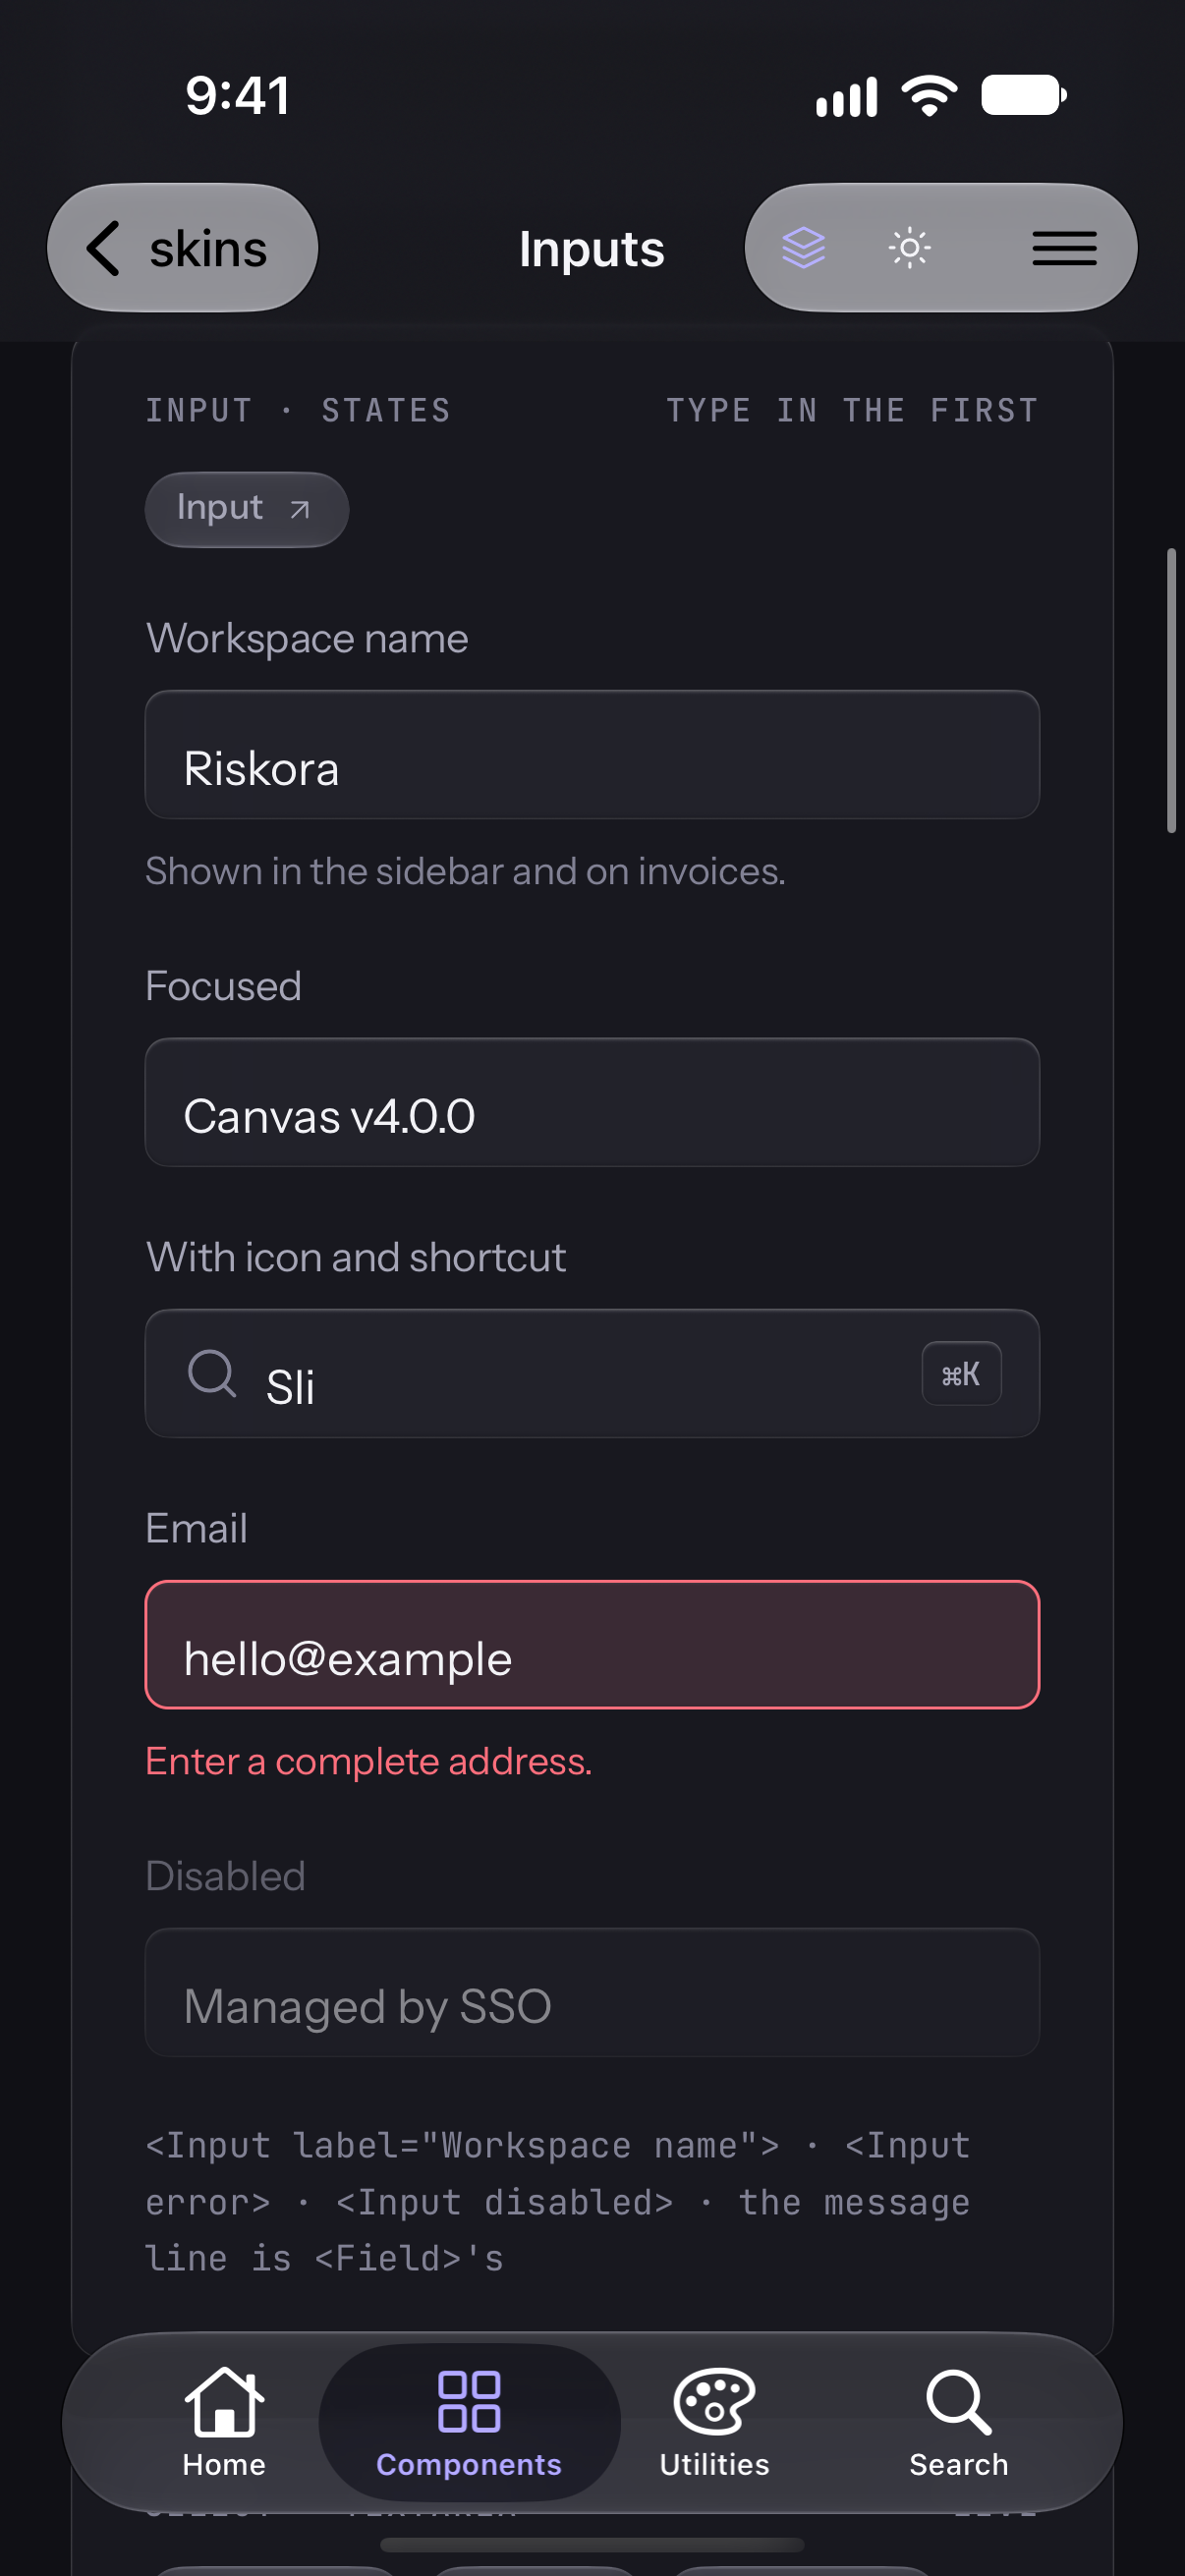 9:41
skins
Inputs
INPUT · STATES
TYPE IN THE FIRST
Input
Workspace name
Riskora
Shown in the sidebar and on invoices.
Focused
Canvas v4.0.0
With icon and shortcut
Sli
⌘K
Email
hello@example
Enter a complete address.
Disabled
Managed by SSO
<Input label="Workspace name"> · <Input
error> · <Input disabled> · the message
line is <Field>'s
Home
Components
Utilities
Search